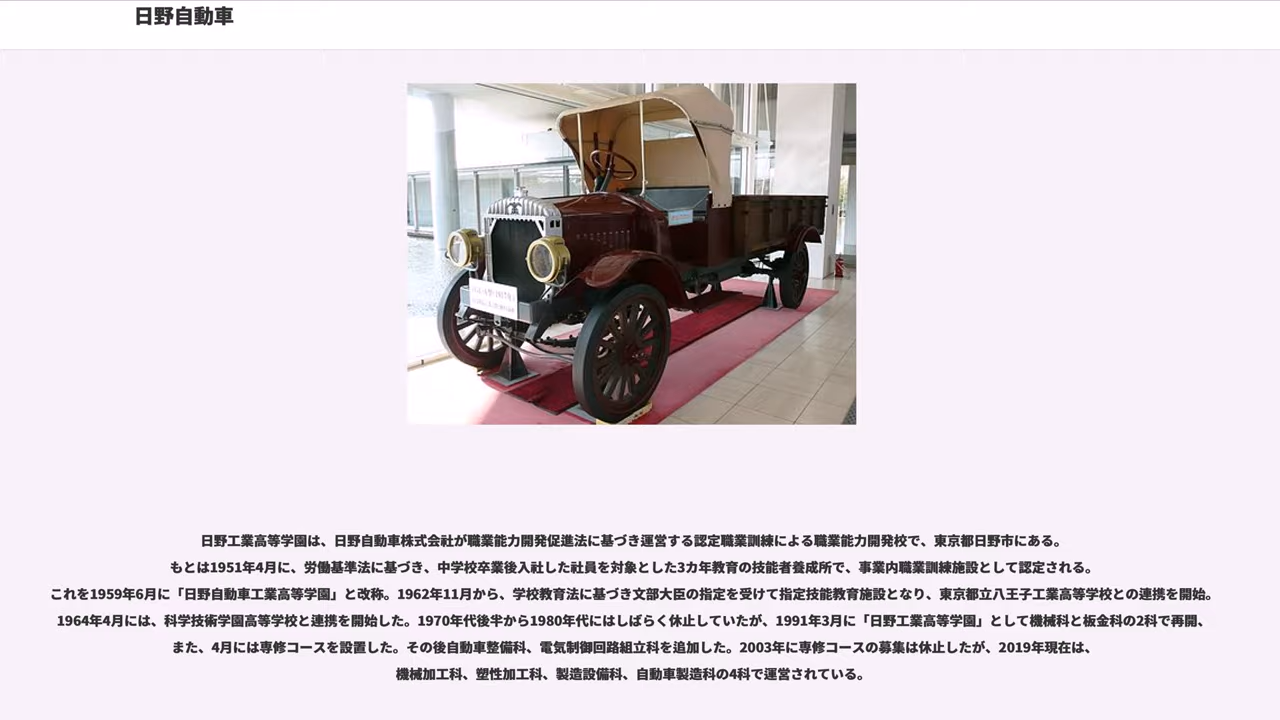 日野自動車
日野工業高等学園は、日野自動車株式会社が職業能力開発促進法に基づき運営する認定職業訓練による職業能力開発校で、東京都日野市にある。
もとは1951年4月に、労働基準法に基づき、中学校卒業後入社した社員を対象とした3カ年教育の技能者養成所で、事業内職業訓練施設として認定される。
これを1959年6月に「日野自動車工業高等学園」と改称。1962年11月から、学校教育法に基づき文部大臣の指定を受けて指定技能教育施設となり、東京都立八王子工業高等学校との連携を開始。
1964年4月には、科学技術学園高等学校と連携を開始した。1970年代後半から1980年代にはしばらく休止していたが、1991年3月に「日野工業高等学園」として機械科と板金科の2科で再開、
また、4月には専修コースを設置した。その後自動車整備科、電気制御回路組立科を追加した。2003年に専修コースの募集は休止したが、2019年現在は、
機械加工科、塑性加工科、製造設備科、自動車製造科の4科で運営されている。